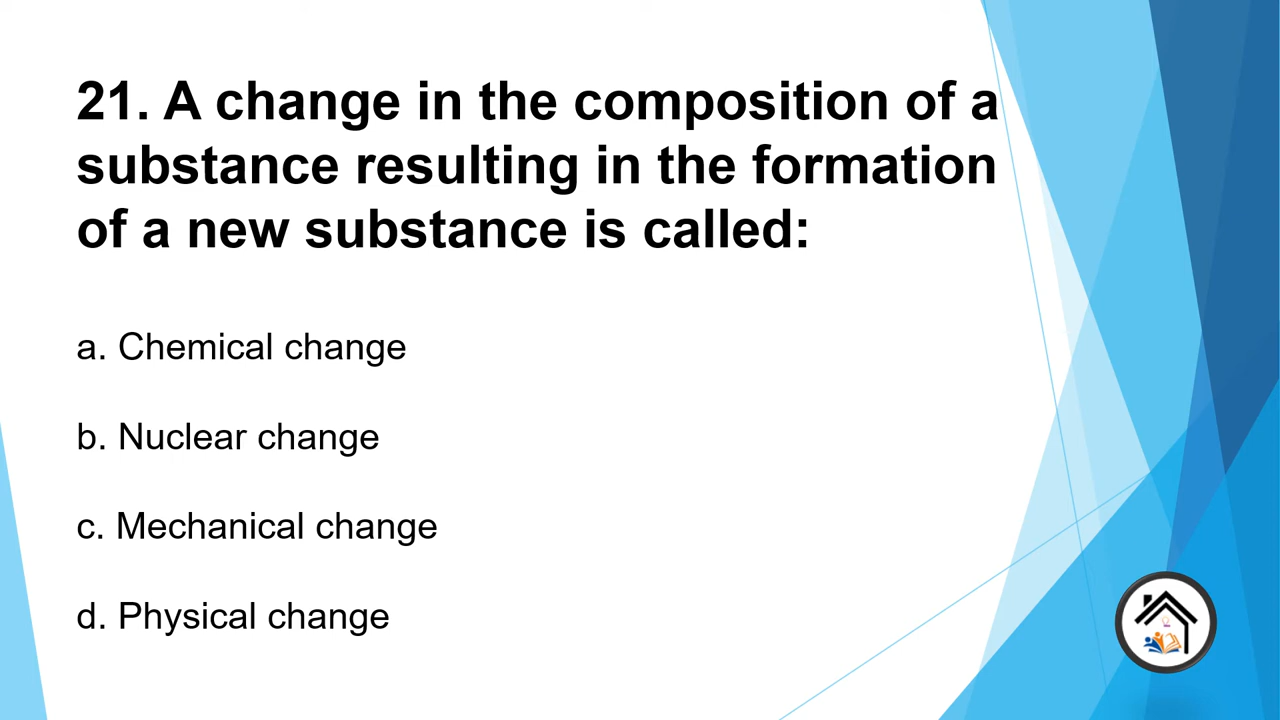 21. A change in the composition of a
substance resulting in the formation
of a new substance is called:
a. Chemical change
b. Nuclear change
c. Mechanical change
d. Physical change